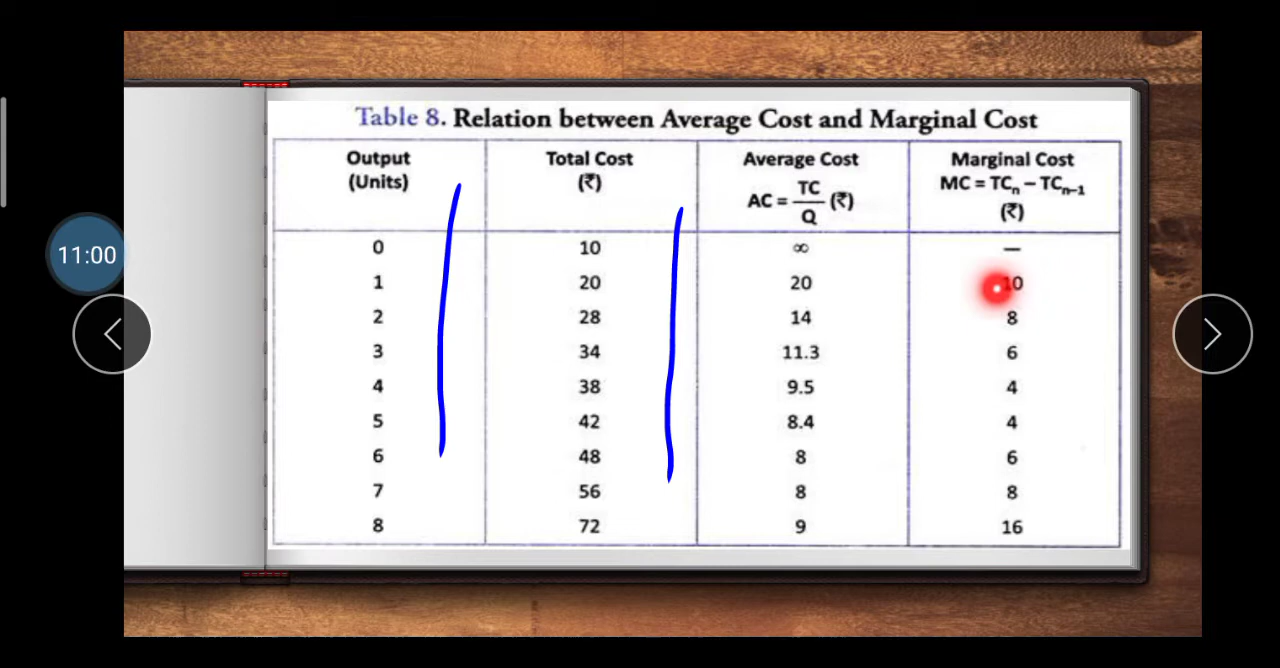 Table 8. Relation between Average Cost and Marginal Cost
Output (Units) Total Cost (₹) Average Cost AC = TC/Q (₹) Marginal Cost MC = TCₙ – TCₙ₋₁ (₹)
0 10 ∞ —
1 20 20 10
2 28 14 8
3 34 11.3 6
4 38 9.5 4
5 42 8.4 4
6 48 8 6
7 56 8 8
8 72 9 16
11:00